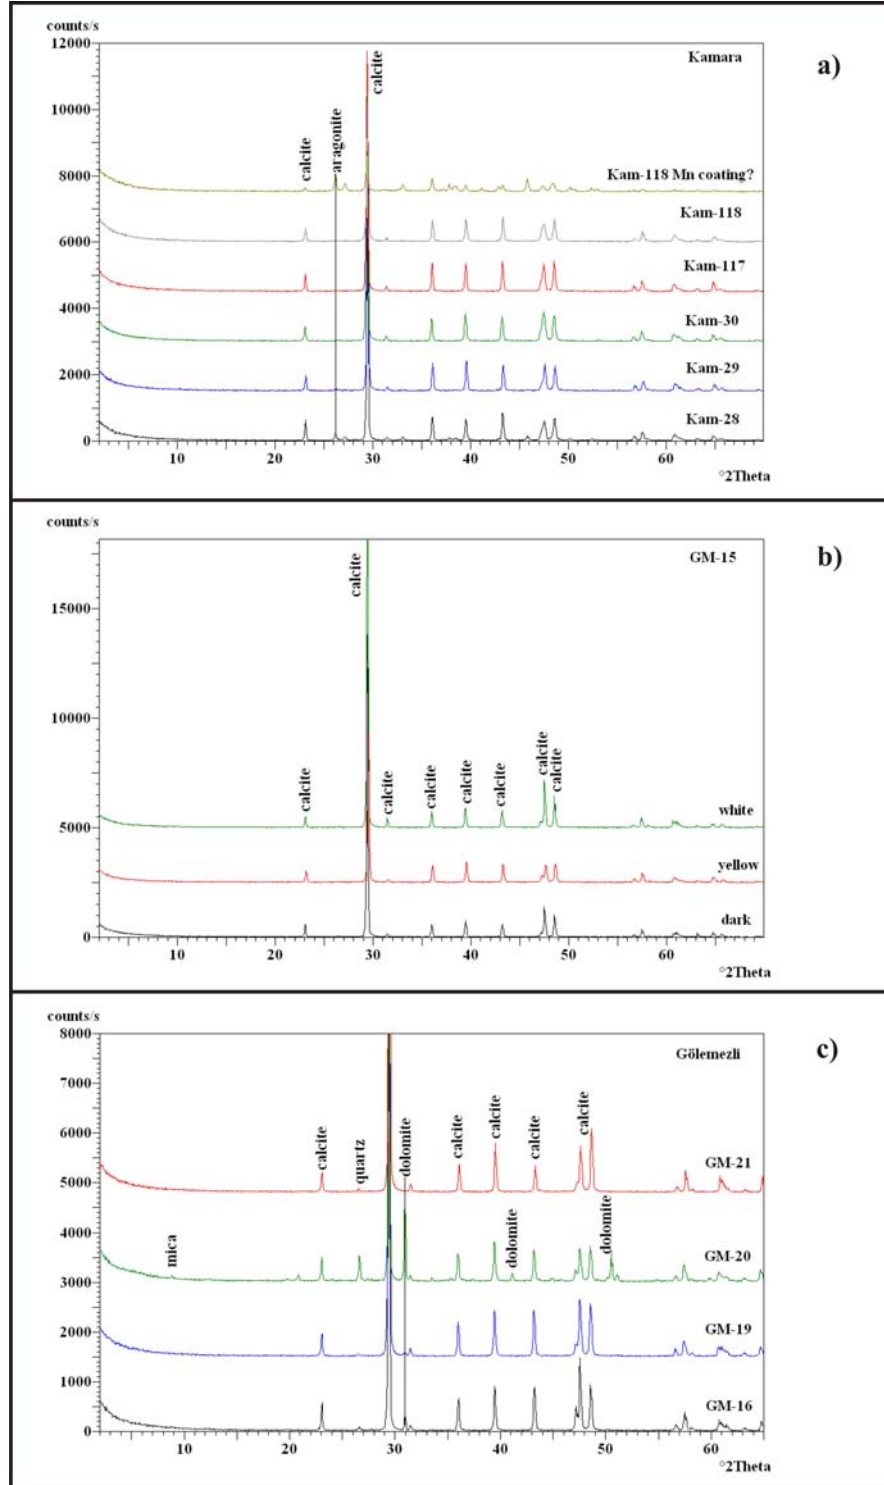 counts/s
12000
Kamara
a)
calcite
10000
calcite
aragonite
8000
Kam-118 Mn coating?
Kam-118
6000
Kam-117
4000
Kam-30
2000
Kam-29
Kam-28
0
10 20 30 40 50 60
°2Theta
counts/s
GM-15
b)
calcite
15000
10000
calcite calcite calcite calcite calcite calcite calcite
white
5000
yellow
dark
0
10 20 30 40 50 60
°2Theta
counts/s
8000
Gölemezli
c)
7000
6000
calcite quartz dolomite calcite calcite calcite calcite
GM-21
5000
4000
mica dolomite dolomite
GM-20
3000
GM-19
2000
1000
GM-16
0
10 20 30 40 50 60
°2Theta